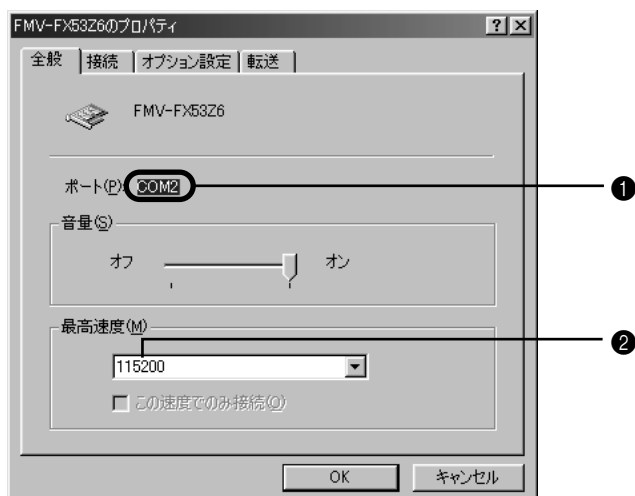 FMV-FX53Z6のプロパティ
全般 接続 オプション設定 転送
FMV-FX53Z6
ポート(P): COM2
❶
音量(S)
オフ オン
最高速度(M)
❷
115200
この速度でのみ接続(O)
OK キャンセル